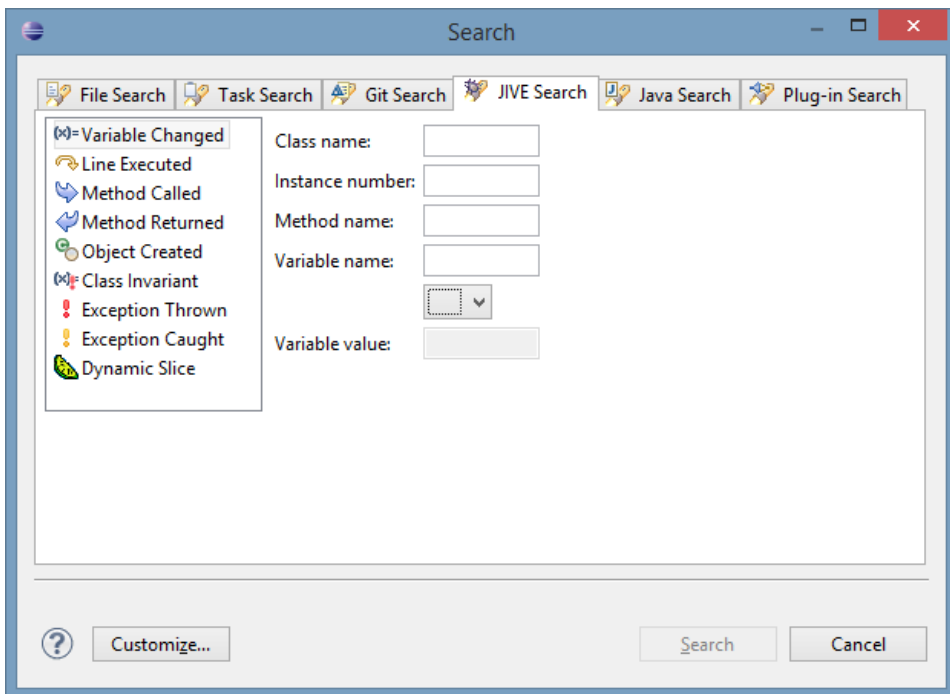 Search
File Search Task Search Git Search JIVE Search Java Search Plug-in Search
(x)= Variable Changed
Line Executed
Method Called
Method Returned
Object Created
(x)= Class Invariant
Exception Thrown
Exception Caught
Dynamic Slice
Class name:
Instance number:
Method name:
Variable name:
Variable value:
? Customize... Search Cancel